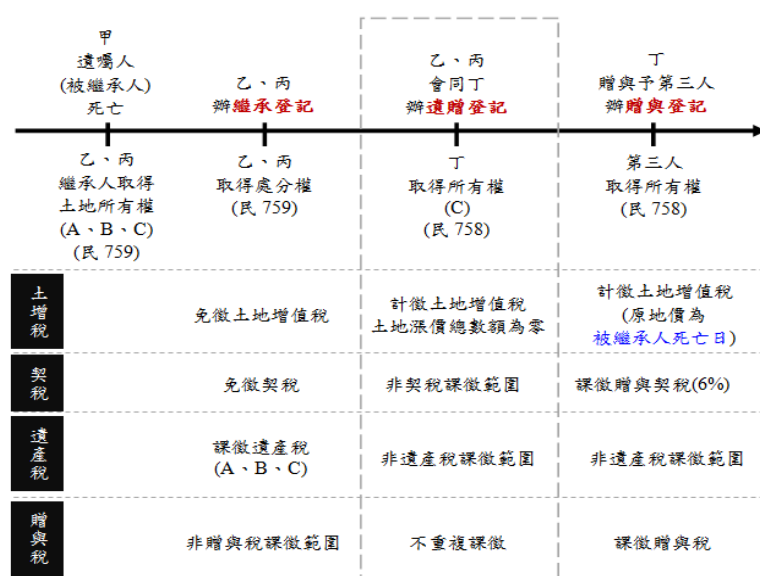 甲
遺囑人
(被繼承人)
死亡
乙、丙
辦繼承登記
乙、丙
會同丁
辦遺贈登記
丁
贈與予第三人
辦贈與登記
乙、丙
繼承人取得
土地所有權
(A、B、C)
(民 759)
乙、丙
取得處分權
(民 759)
丁
取得所有權
(C)
(民 758)
第三人
取得所有權
(民 758)
土增稅
免徵土地增值稅
計徵土地增值稅
土地漲價總數額為零
計徵土地增值稅
(原地價為
被繼承人死亡日)
契稅
免徵契稅
非契稅課徵範圍
課徵贈與契稅(6%)
遺產稅
課徵遺產稅
(A、B、C)
非遺產稅課徵範圍
非遺產稅課徵範圍
贈與稅
非贈與稅課徵範圍
不重複課徵
課徵贈與稅